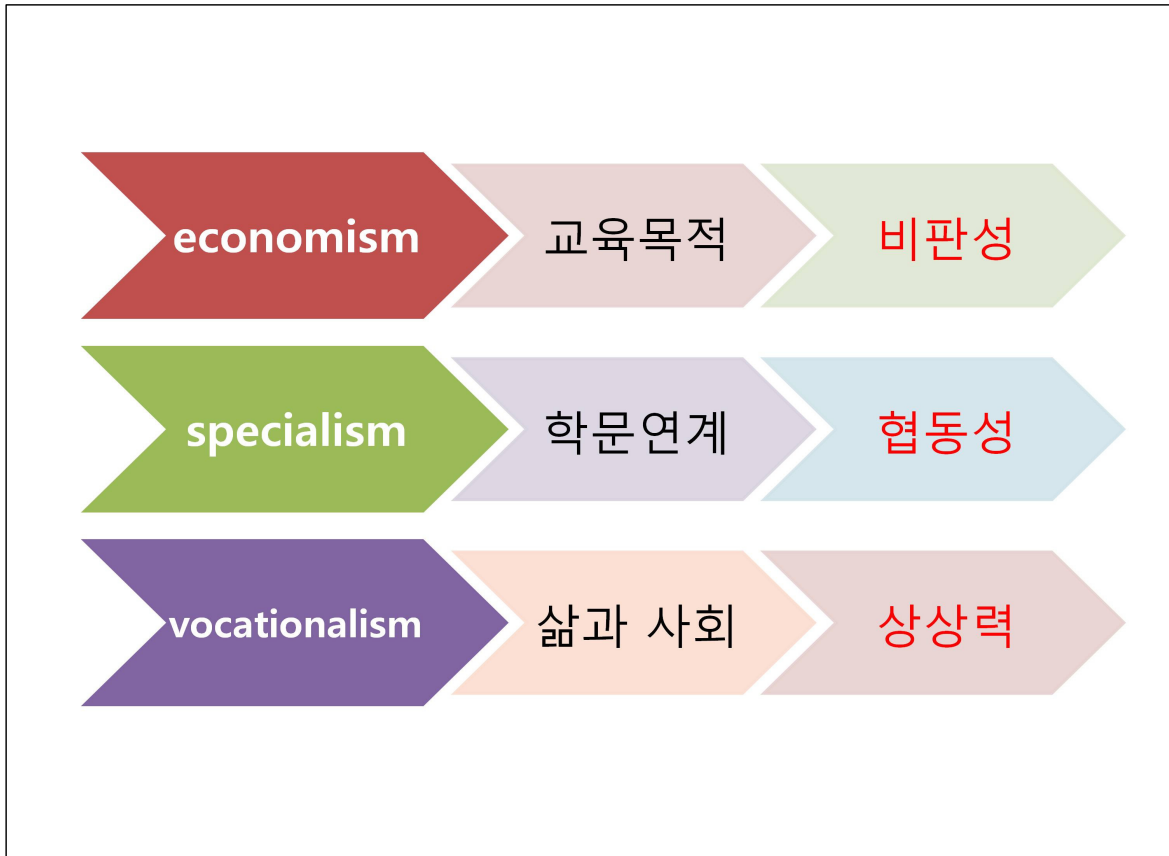 economism 교육목적 비판성
specialism 학문연계 협동성
vocationalism 삶과 사회 상상력